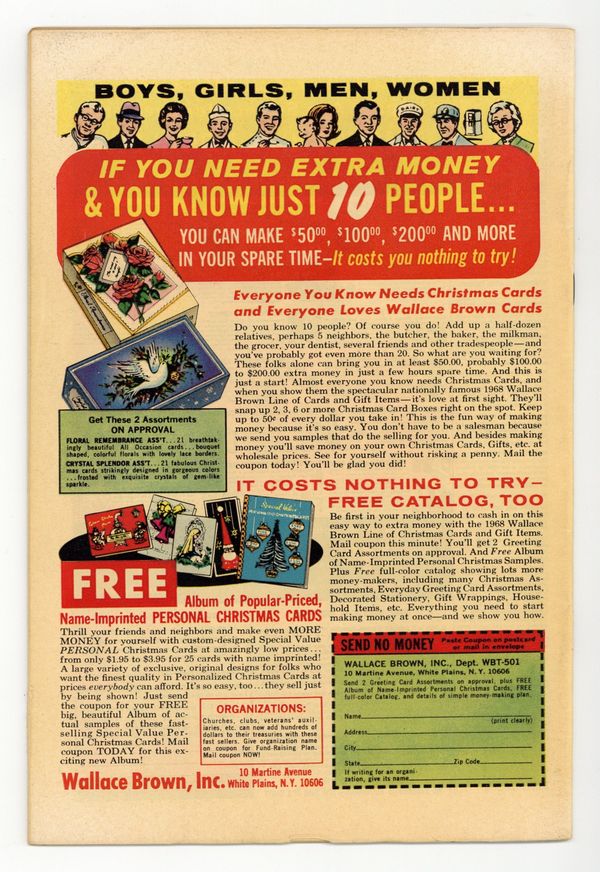 BOYS, GIRLS, MEN, WOMEN
DAIRY
IF YOU NEED EXTRA MONEY
& YOU KNOW JUST 10 PEOPLE...
YOU CAN MAKE $50⁰⁰, $100⁰⁰, $200⁰⁰ AND MORE
IN YOUR SPARE TIME—It costs you nothing to try!
Everyone You Know Needs Christmas Cards
and Everyone Loves Wallace Brown Cards
Do you know 10 people? Of course you do! Add up a half-dozen
relatives, perhaps 5 neighbors, the butcher, the baker, the milkman,
the grocer, your dentist, several friends and other tradespeople—and
you've probably got even more than 20. So what are you waiting for?
These folks alone can bring you in at least $50.00, probably $100.00
to $200.00 extra money in just a few hours spare time. And this is
just a start! Almost everyone you know needs Christmas Cards, and
when you show them the spectacular nationally famous 1968 Wallace
Brown Line of Cards and Gift Items—it's love at first sight. They'll
snap up 2, 3, 6 or more Christmas Card Boxes right on the spot. Keep
up to 50¢ of every dollar you take in! This is the fun way of making
money because it's so easy. You don't have to be a salesman because
we send you samples that do the selling for you. And besides making
money you'll save money on your own Christmas Cards, Gifts, etc. at
wholesale prices. See for yourself without risking a penny. Mail the
coupon today! You'll be glad you did!
Get These 2 Assortments
ON APPROVAL
FLORAL REMEMBRANCE ASS'T...21 breathtak-
ingly beautiful All Occasion cards...bouquet
shaped, colorful florals with lovely lace borders.
CRYSTAL SPLENDOR ASS'T...21 fabulous Christ-
mas cards strikingly designed in gorgeous colors
...frosted with exquisite crystals of gem-like
sparkle.
IT COSTS NOTHING TO TRY—
FREE CATALOG, TOO
Be first in your neighborhood to cash in on this
easy way to extra money with the 1968 Wallace
Brown Line of Christmas Cards and Gift Items.
Mail coupon this minute! You'll get 2 Greeting
Card Assortments on approval. And Free Album
of Name-Imprinted Personal Christmas Samples.
Plus Free full-color catalog showing lots more
money-makers, including many Christmas As-
sortments, Everyday Greeting Card Assortments,
Decorated Stationery, Gift Wrappings, House-
hold Items, etc. Everything you need to start
making money at once—and we show you how.
Special Value
FREE
Album of Popular-Priced,
Name-Imprinted PERSONAL CHRISTMAS CARDS
Thrill your friends and neighbors and make even MORE
MONEY for yourself with custom-designed Special Value
PERSONAL Christmas Cards at amazingly low prices...
from only $1.95 to $3.95 for 25 cards with name imprinted!
A large variety of exclusive, original designs for folks who
want the finest quality in Personalized Christmas Cards at
prices everybody can afford. It's so easy, too...they sell just
by being shown! Just send
the coupon for your FREE
big, beautiful Album of ac-
tual samples of these fast-
selling Special Value Per-
sonal Christmas Cards! Mail
coupon TODAY for this ex-
citing new Album!
ORGANIZATIONS:
Churches, clubs, veterans' auxil-
iaries, etc. can now add hundreds of
dollars to their treasuries with these
fast sellers. Give organization name
on coupon for Fund-Raising Plan.
Mail coupon NOW!
Wallace Brown, Inc. 10 Martine Avenue
White Plains, N.Y. 10606
SEND NO MONEY Paste Coupon on postcard
or mail in envelope
WALLACE BROWN, INC., Dept. WBT-501
10 Martine Avenue, White Plains, N. Y. 10606
Send 2 Greeting Card Assortments on approval, plus FREE
Album of Name-Imprinted Personal Christmas Cards, FREE
full-color Catalog, and details of simple money-making plan.
Name
(print clearly)
Address
City
State Zip Code
If writing for an organi-
zation, give its name